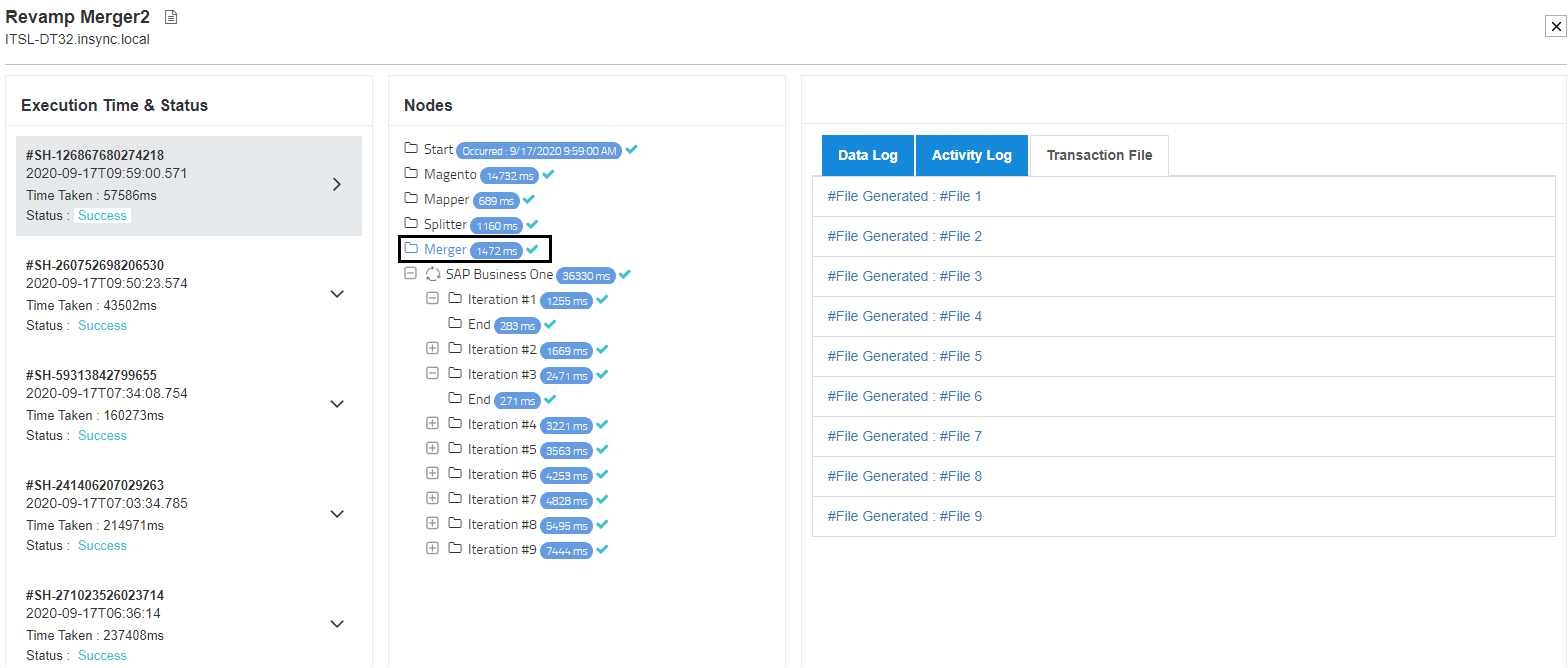 Revamp Merger2
ITSL-DT32.insync.local
Execution Time & Status
#SH-126867680274218
2020-09-17T09:59:00.571
Time Taken : 57586ms
Status : Success
#SH-260752698206530
2020-09-17T09:50:23.574
Time Taken : 43502ms
Status : Success
#SH-59313842799655
2020-09-17T07:34:08.754
Time Taken : 160273ms
Status : Success
#SH-241406207029263
2020-09-17T07:03:34.785
Time Taken : 214971ms
Status : Success
#SH-271023526023714
2020-09-17T06:36:14
Time Taken : 237408ms
Status : Success
Nodes
Start Occurred : 9/17/2020 9:59:00 AM
Magento 14732 ms
Mapper 689 ms
Splitter 1160 ms
Merger 1472 ms
SAP Business One 36330 ms
Iteration #1 1255 ms
End 283 ms
Iteration #2 1669 ms
Iteration #3 2471 ms
End 271 ms
Iteration #4 3221 ms
Iteration #5 3563 ms
Iteration #6 4253 ms
Iteration #7 4828 ms
Iteration #8 5495 ms
Iteration #9 7444 ms
Data Log Activity Log Transaction File
#File Generated : #File 1
#File Generated : #File 2
#File Generated : #File 3
#File Generated : #File 4
#File Generated : #File 5
#File Generated : #File 6
#File Generated : #File 7
#File Generated : #File 8
#File Generated : #File 9